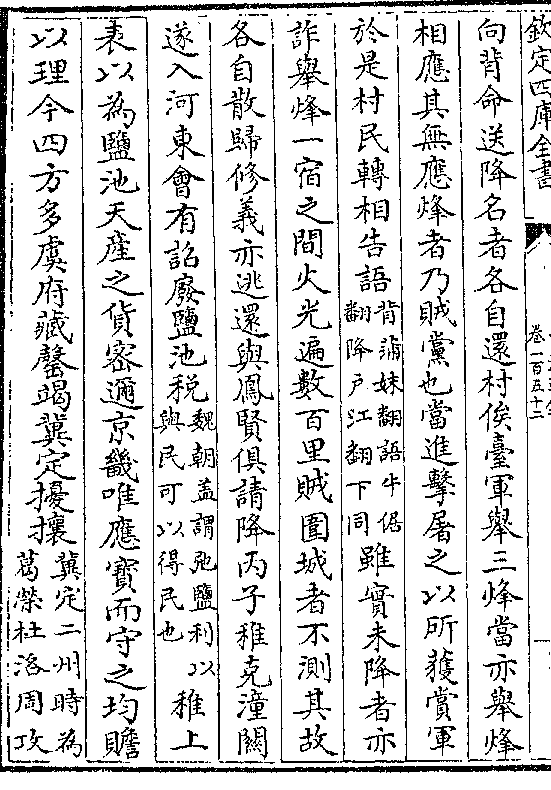 欽定四庫全書
卷一百五十二
向背命送降名者各自還村俟臺軍舉三烽當亦舉烽
相應其無應烽者乃賊黨也當進擊屠之以所獲賞軍
於是村民轉相告語背蒲妹翻語牛倨翻降戶江翻下同雖實未降者亦
詐舉烽一宿之間火光遍數百里賊圍城者不測其故
各自散歸修義亦逃還與鳳賢俱請降丙子稚克潼關
遂入河東會有詔廢鹽池稅魏朝蓋謂弛鹽利以與民可以得民也稚上
表以為鹽池天產之貨密邇京畿唯應寶而守之均贍
以理今四方多虞府藏罄竭冀定擾攘冀定二州時為葛榮杜洛周攻